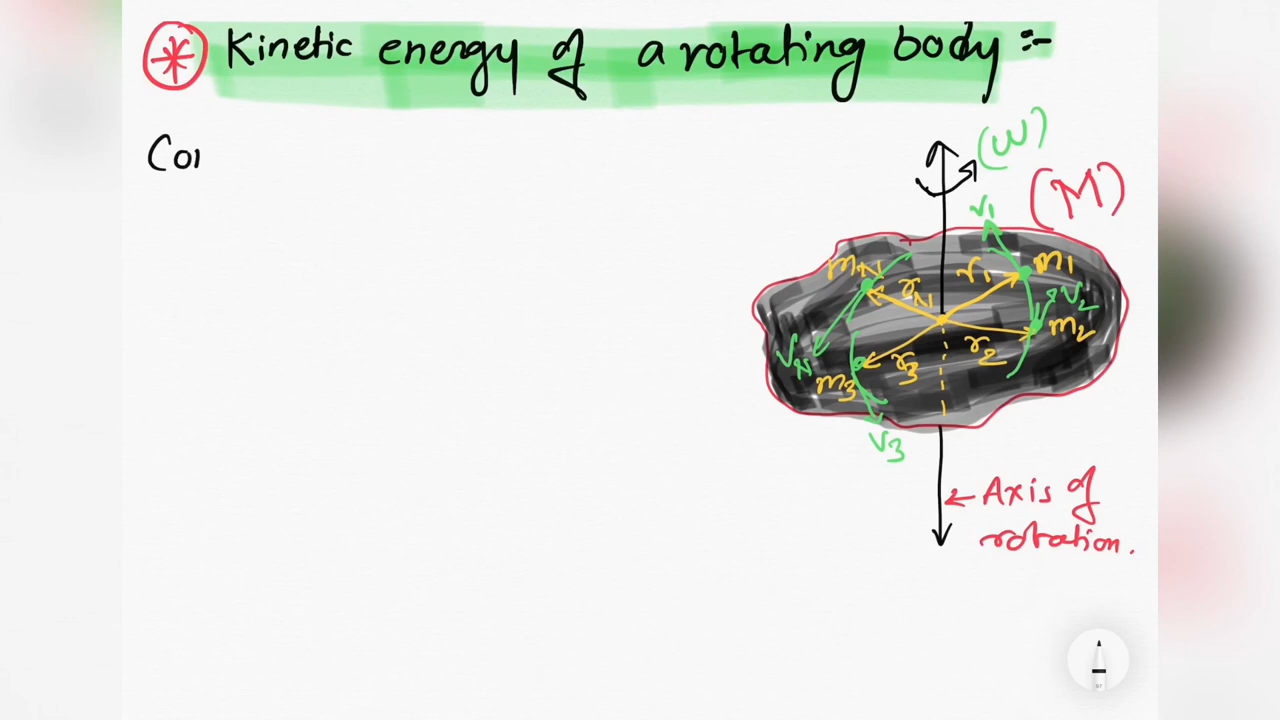 * Kinetic energy of a rotating body :-
Con
(W)
(M)
v1
mN r1 m1
rN v2
m2
r2
vN r3
m3
v3
← Axis of
rotation.